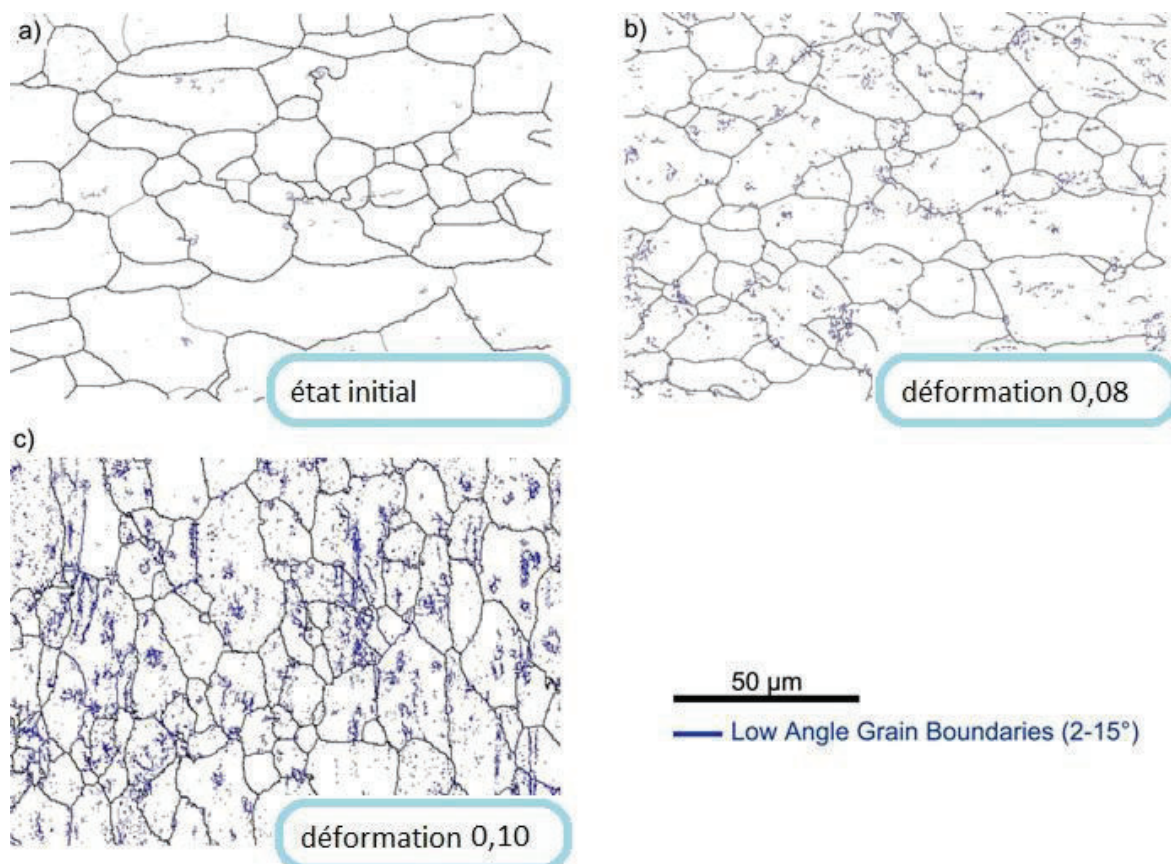 a)
état initial
b)
déformation 0,08
c)
déformation 0,10
50 µm
Low Angle Grain Boundaries (2-15°)